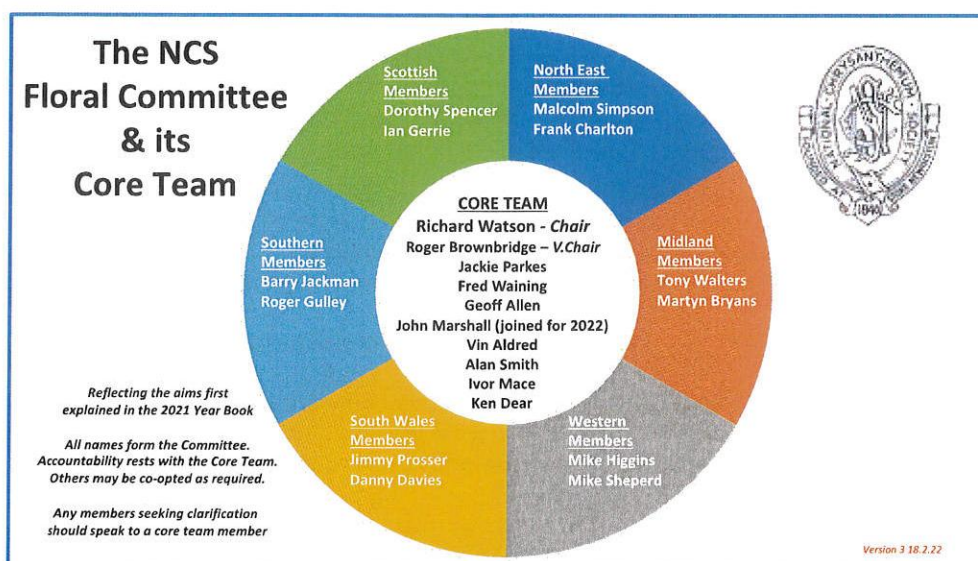 The NCS
Floral Committee
& its
Core Team
Scottish
Members
Dorothy Spencer
Ian Gerrie
North East
Members
Malcolm Simpson
Frank Charlton
NATIONAL CHRYSANTHEMUM SOCIETY
1846
Southern
Members
Barry Jackman
Roger Gulley
CORE TEAM
Richard Watson - Chair
Roger Brownbridge – V.Chair
Jackie Parkes
Fred Waining
Geoff Allen
John Marshall (joined for 2022)
Vin Aldred
Alan Smith
Ivor Mace
Ken Dear
Midland
Members
Tony Walters
Martyn Bryans
Reflecting the aims first
explained in the 2021 Year Book
All names form the Committee.
Accountability rests with the Core Team.
Others may be co-opted as required.
Any members seeking clarification
should speak to a core team member
South Wales
Members
Jimmy Prosser
Danny Davies
Western
Members
Mike Higgins
Mike Sheperd
Version 3 18.2.22